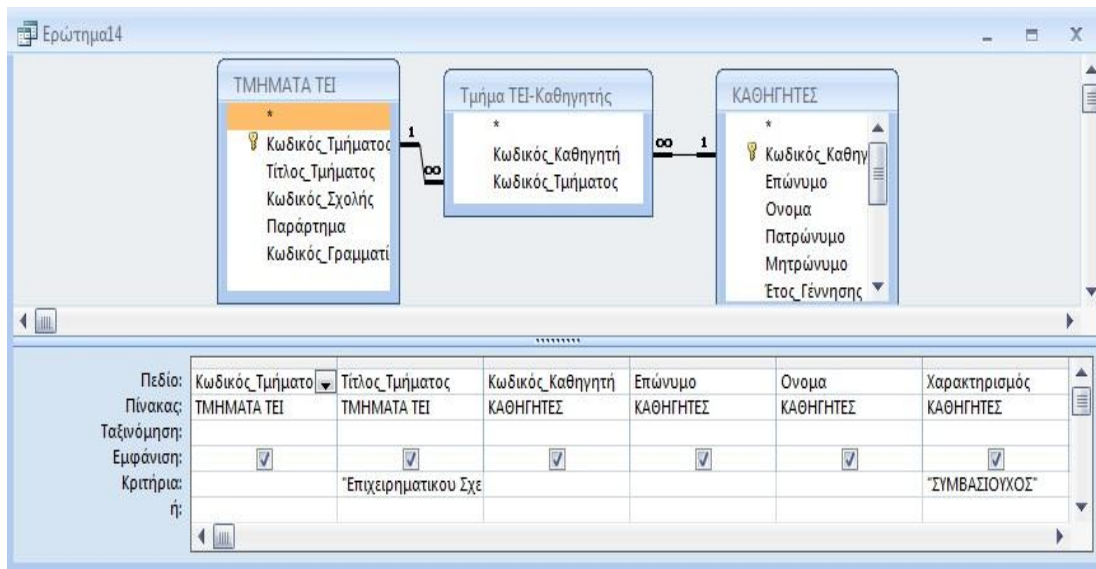 Ερώτημα14
ΤΜΗΜΑΤΑ ΤΕΙ
*
Κωδικός_Τμήματος
Τίτλος_Τμήματος
Κωδικός_Σχολής
Παράρτημα
Κωδικός_Γραμματί
1
∞
Τμήμα ΤΕΙ-Καθηγητής
*
Κωδικός_Καθηγητή
Κωδικός_Τμήματος
∞ 1
ΚΑΘΗΓΗΤΕΣ
*
Κωδικός_Καθηγ
Επώνυμο
Ονομα
Πατρώνυμο
Μητρώνυμο
Έτος_Γέννησης
Πεδίο: Κωδικός_Τμήματο Τίτλος_Τμήματος Κωδικός_Καθηγητή Επώνυμο Ονομα Χαρακτηρισμός
Πίνακας: ΤΜΗΜΑΤΑ ΤΕΙ ΤΜΗΜΑΤΑ ΤΕΙ ΚΑΘΗΓΗΤΕΣ ΚΑΘΗΓΗΤΕΣ ΚΑΘΗΓΗΤΕΣ ΚΑΘΗΓΗΤΕΣ
Ταξινόμηση:
Εμφάνιση:
Κριτήρια: "Επιχειρηματικου Σχε "ΣΥΜΒΑΣΙΟΥΧΟΣ"
ή: